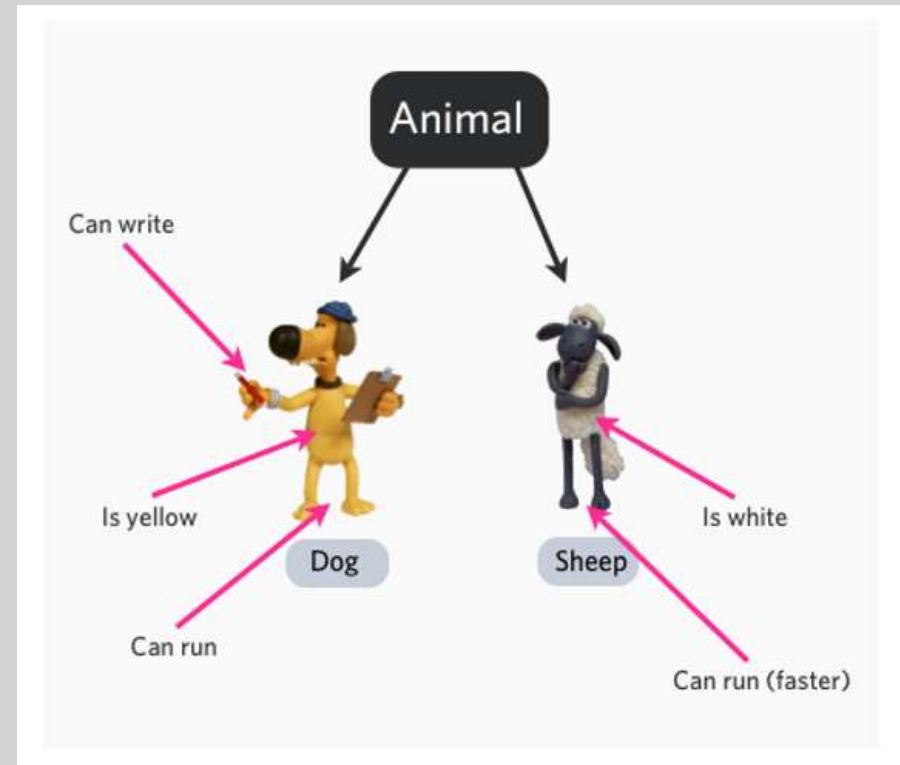 Animal
Can write
Is yellow
Is white
Dog
Sheep
Can run
Can run (faster)